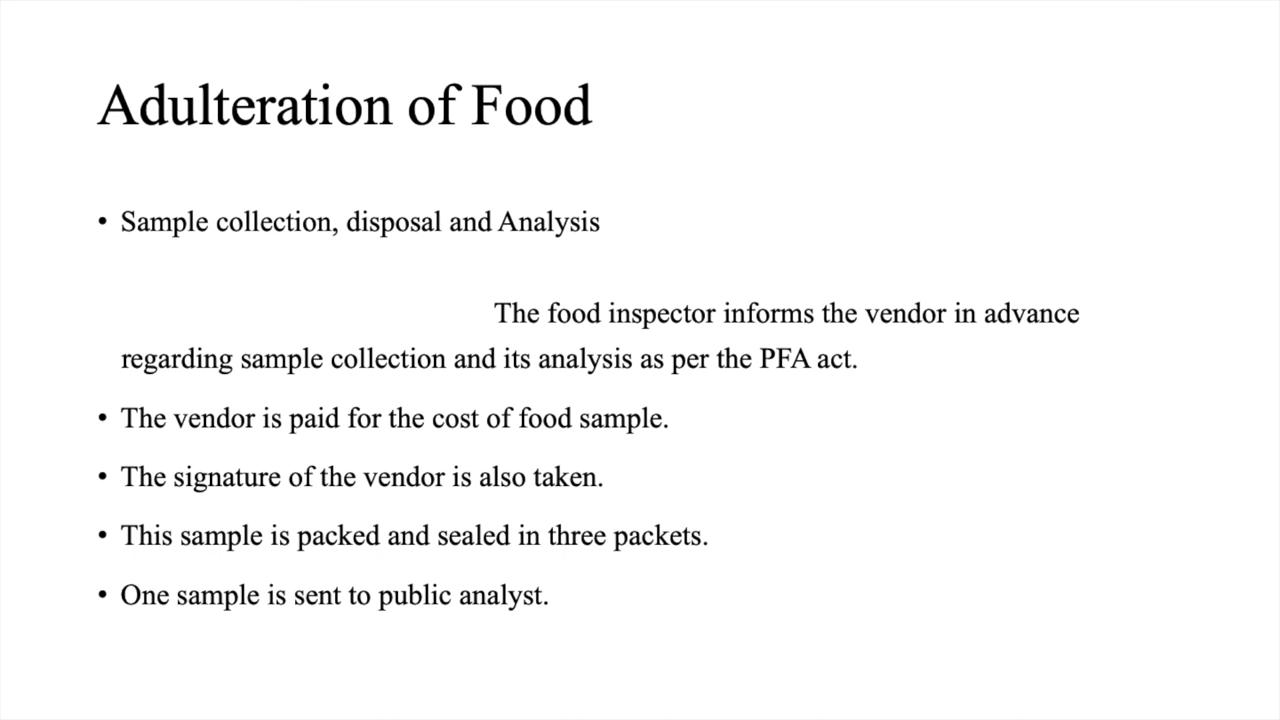 Adulteration of Food
• Sample collection, disposal and Analysis
The food inspector informs the vendor in advance
regarding sample collection and its analysis as per the PFA act.
• The vendor is paid for the cost of food sample.
• The signature of the vendor is also taken.
• This sample is packed and sealed in three packets.
• One sample is sent to public analyst.